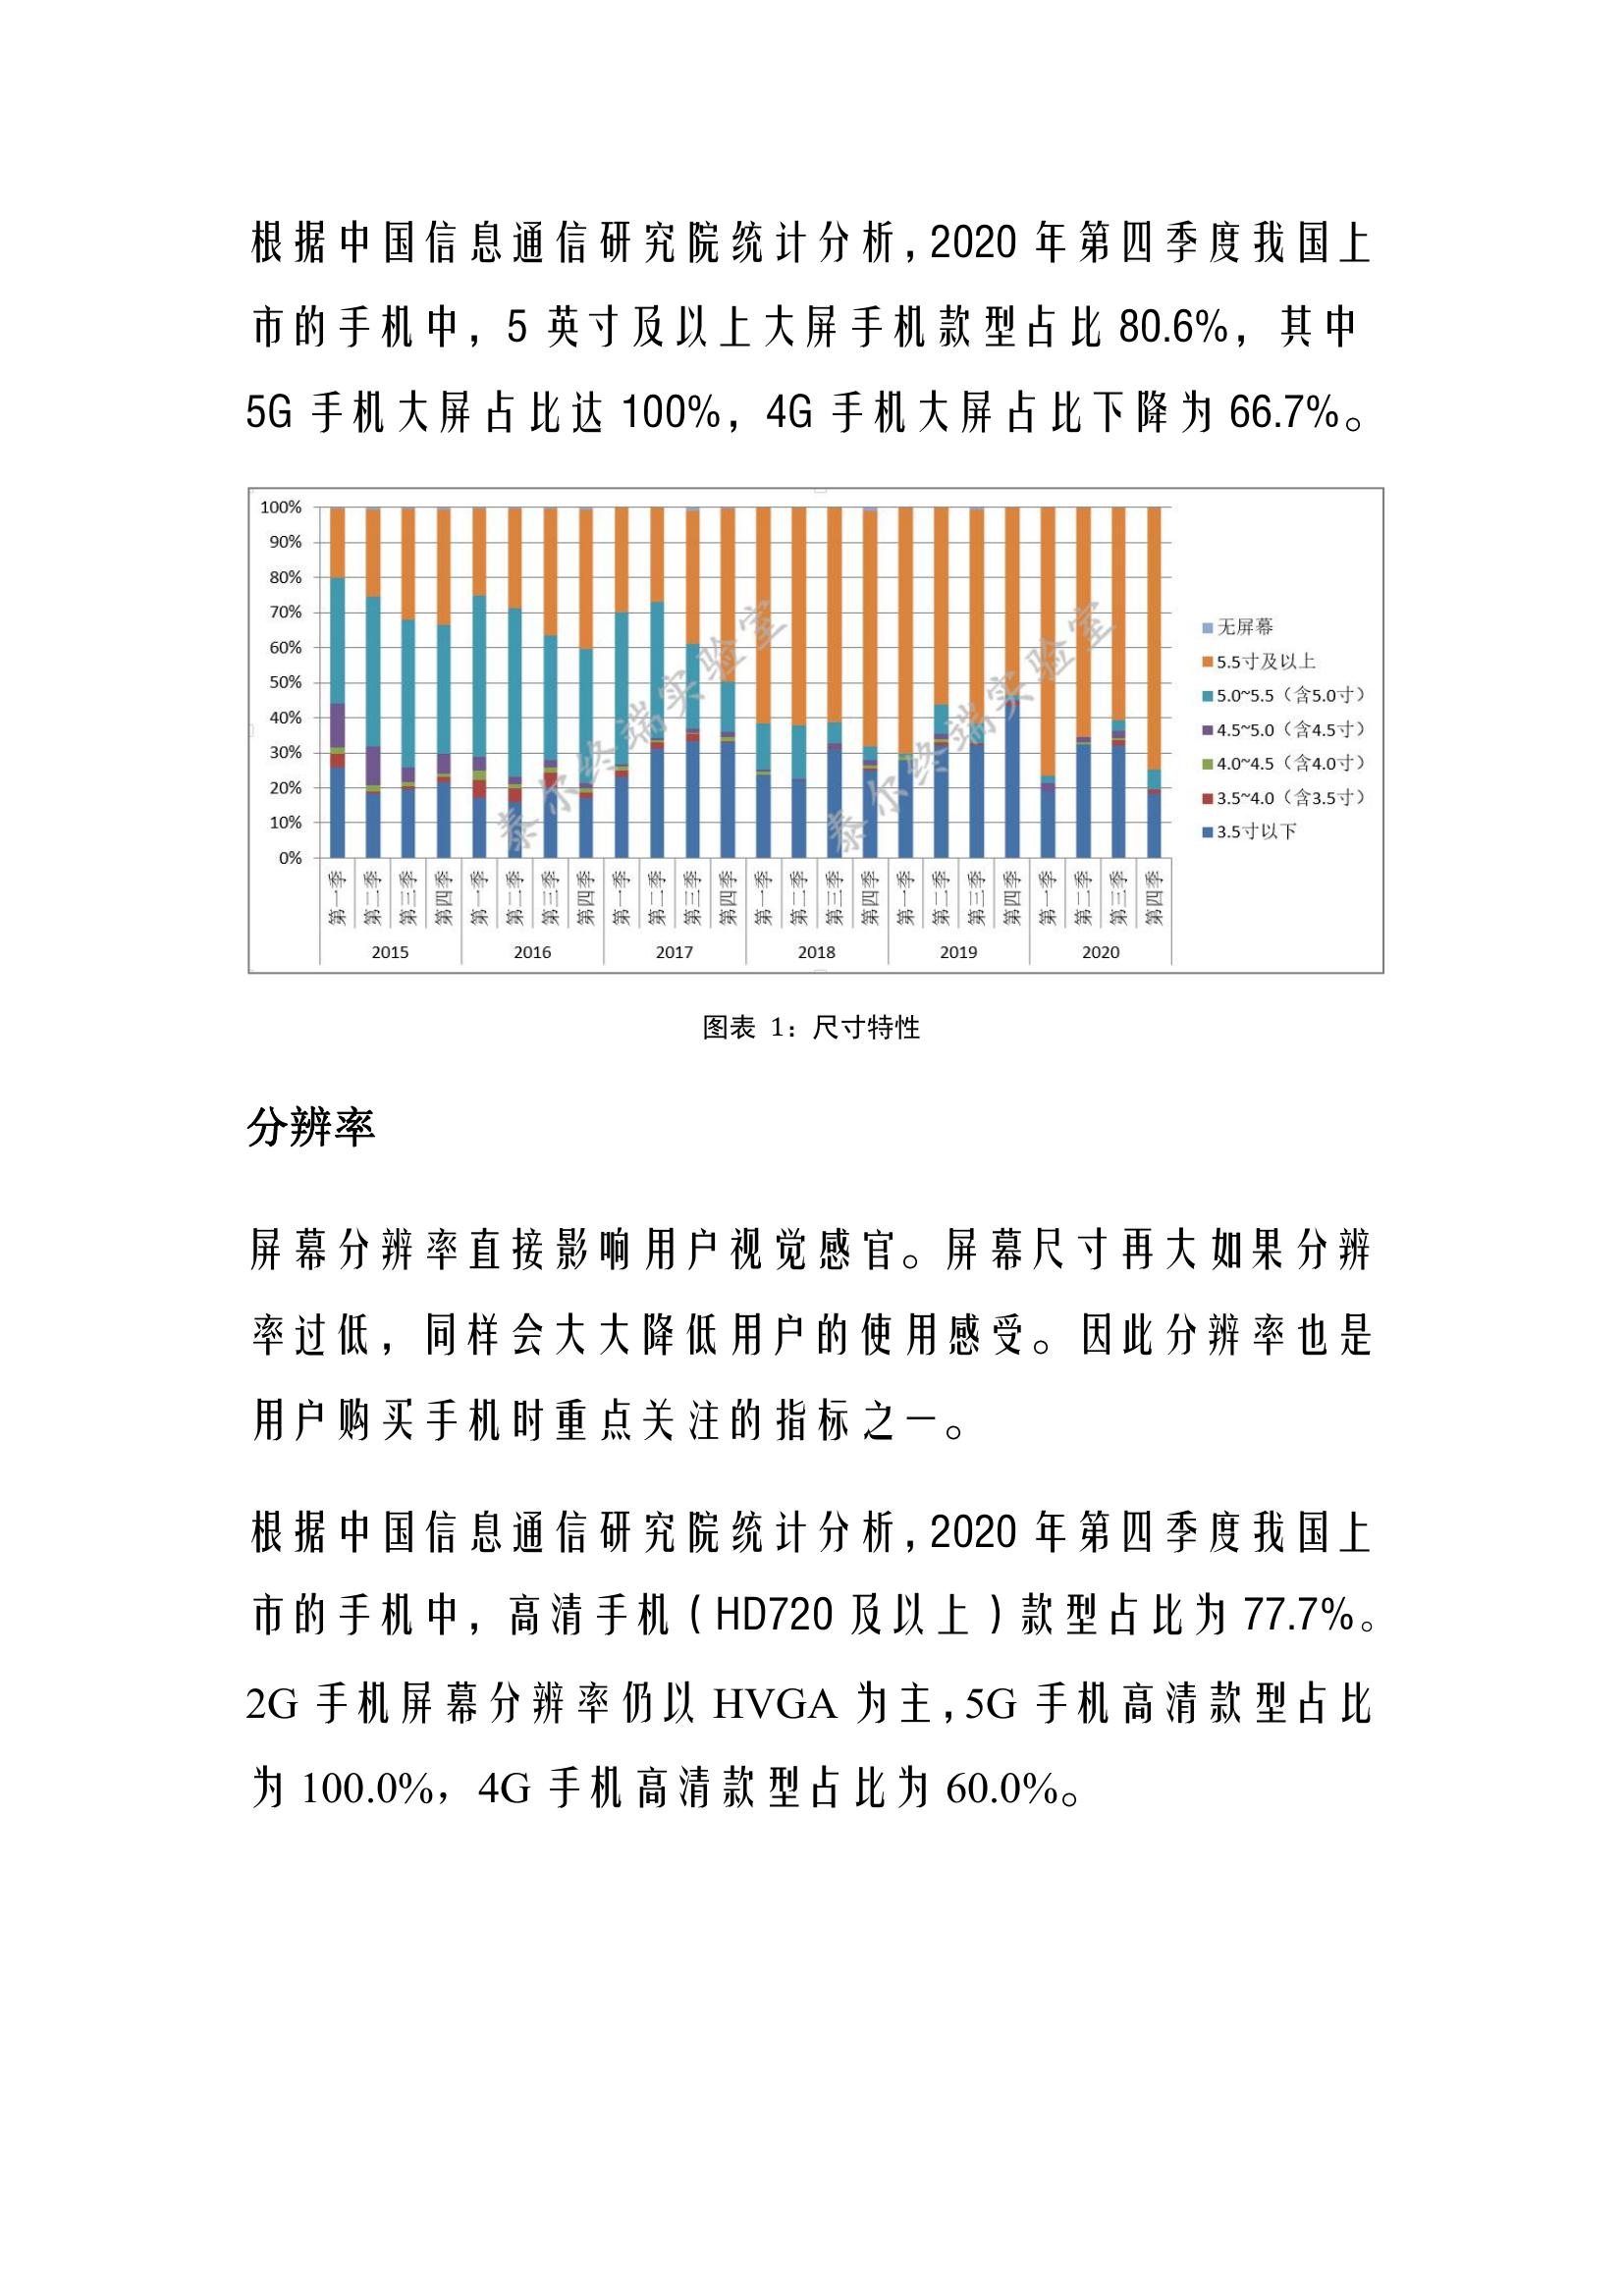 根据中国信息通信研究院统计分析,2020 年第四季度我国上
市的手机中，5 英寸及以上大屏手机款型占比 80.6%，其中
5G 手机大屏占比达 100%，4G 手机大屏占比下降为 66.7%。
100%
90%
80%
70%
60%
50%
40%
30%
20%
10%
0%
第一季 第二季 第三季 第四季 第一季 第二季 第三季 第四季 第一季 第二季 第三季 第四季 第一季 第二季 第三季 第四季 第一季 第二季 第三季 第四季 第一季 第二季 第三季 第四季
2015 2016 2017 2018 2019 2020
无屏幕
5.5寸及以上
5.0~5.5（含5.0寸）
4.5~5.0（含4.5寸）
4.0~4.5（含4.0寸）
3.5~4.0（含3.5寸）
3.5寸以下
泰尔终端实验室
泰尔终端实验室
图表 1：尺寸特性
分辨率
屏幕分辨率直接影响用户视觉感官。屏幕尺寸再大如果分辨
率过低，同样会大大降低用户的使用感受。因此分辨率也是
用户购买手机时重点关注的指标之一。
根据中国信息通信研究院统计分析,2020 年第四季度我国上
市的手机中，高清手机（HD720 及以上）款型占比为 77.7%。
2G 手机屏幕分辨率仍以 HVGA 为主,5G 手机高清款型占比
为 100.0%，4G 手机高清款型占比为 60.0%。